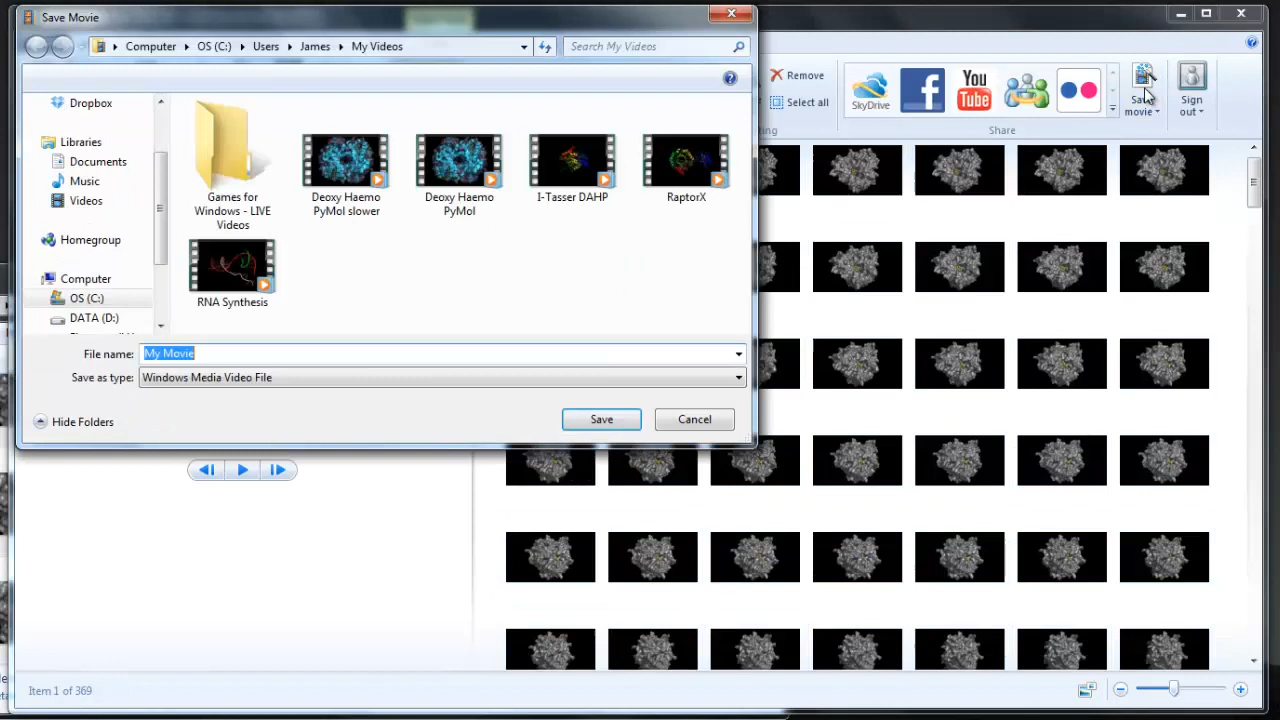 Save Movie
Computer OS (C:) Users James My Videos
Search My Videos
Dropbox
Libraries
Documents
Music
Videos
Homegroup
Computer
OS (C:)
DATA (D:)
Games for
Windows - LIVE
Videos
Deoxy Haemo
PyMol slower
Deoxy Haemo
PyMol
I-Tasser DAHP
RaptorX
RNA Synthesis
File name: My Movie
Save as type: Windows Media Video File
Hide Folders
Save
Cancel
Remove
Select all
SkyDrive
You
Tube
Share
Save
movie
Sign
out
Item 1 of 369